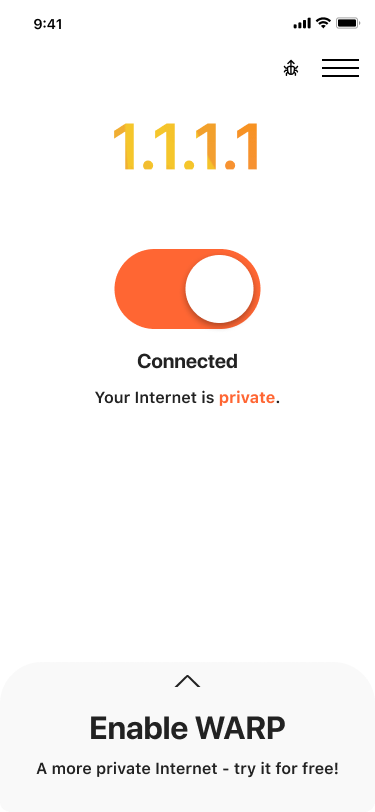 9:41
1.1.1.1
Connected
Your Internet is private.
Enable WARP
A more private Internet - try it for free!